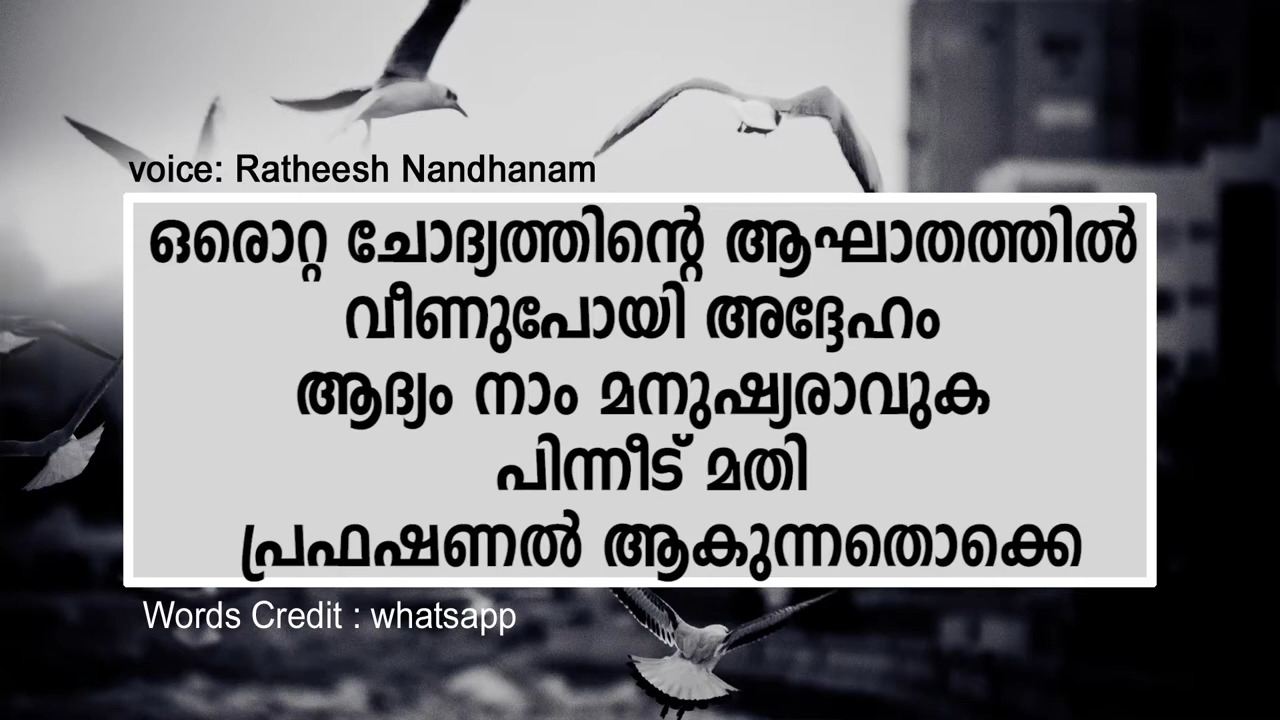 voice: Ratheesh Nandhanam
ഒരൊറ്റ ചോദ്യത്തിന്റെ ആഘാതത്തിൽ
വീണുപോയി അദ്ദേഹം
ആദ്യം നാം മനുഷ്യരാവുക
പിന്നീട് മതി
പ്രഫഷണൽ ആകുന്നതൊക്കെ
Words Credit : whatsapp